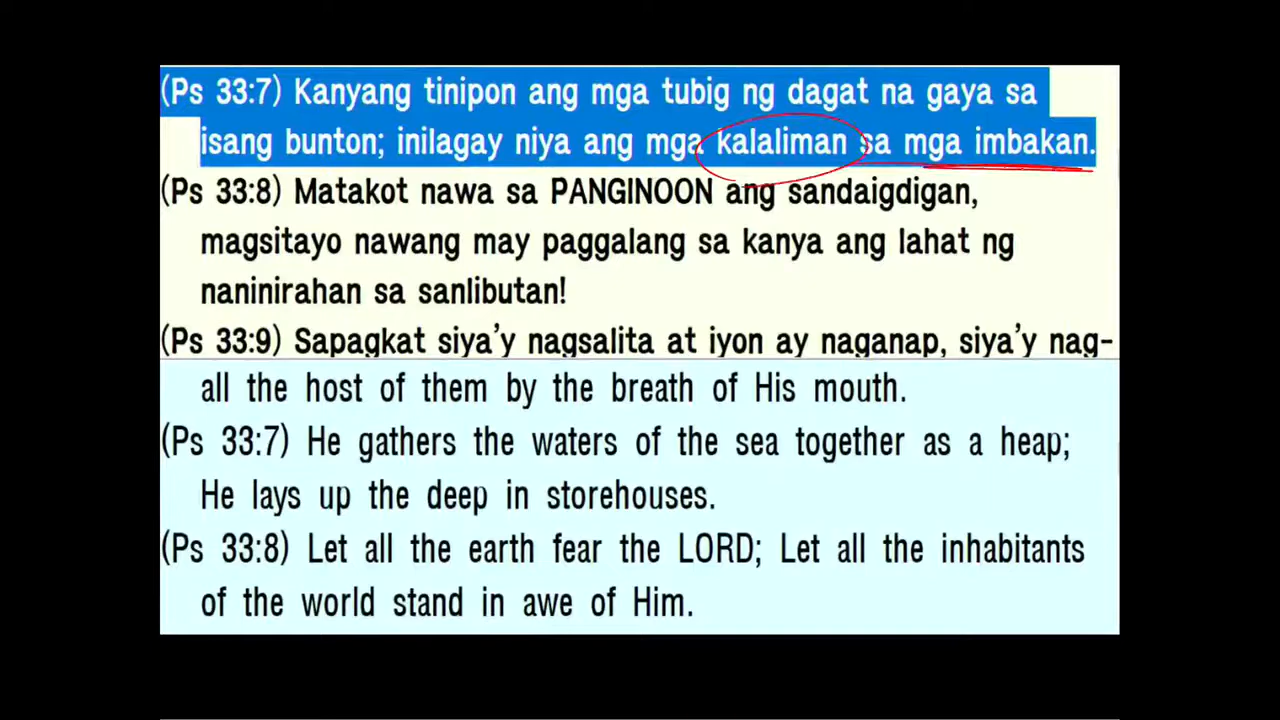 (Ps 33:7) Kanyang tinipon ang mga tubig ng dagat na gaya sa
isang bunton; inilagay niya ang mga kalaliman sa mga imbakan.
(Ps 33:8) Matakot nawa sa PANGINOON ang sandaigdigan,
magsitayo nawang may paggalang sa kanya ang lahat ng
naninirahan sa sanlibutan!
(Ps 33:9) Sapagkat siya’y nagsalita at iyon ay naganap, siya’y nag-
all the host of them by the breath of His mouth.
(Ps 33:7) He gathers the waters of the sea together as a heap;
He lays up the deep in storehouses.
(Ps 33:8) Let all the earth fear the LORD; Let all the inhabitants
of the world stand in awe of Him.